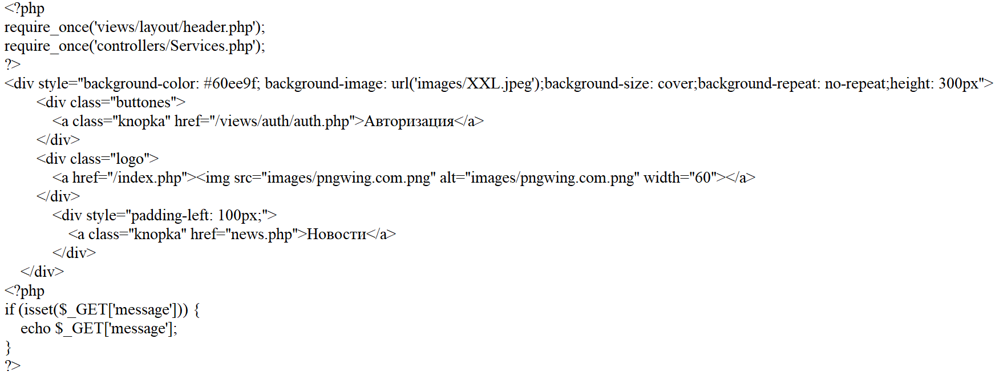 <?php
require_once('views/layout/header.php');
require_once('controllers/Services.php');
?>
<div style="background-color: #60ee9f; background-image: url('images/XXL.jpeg');background-size: cover;background-repeat: no-repeat;height: 300px">
        <div class="buttones">
            <a class="knopka" href="/views/auth/auth.php">Авторизация</a>
        </div>
        <div class="logo">
            <a href="/index.php"><img src="images/pngwing.com.png" alt="images/pngwing.com.png" width="60"></a>
        </div>
            <div style="padding-left: 100px;">
                <a class="knopka" href="news.php">Новости</a>
            </div>
    </div>
<?php
if (isset($_GET['message'])) {
    echo $_GET['message'];
}
?>